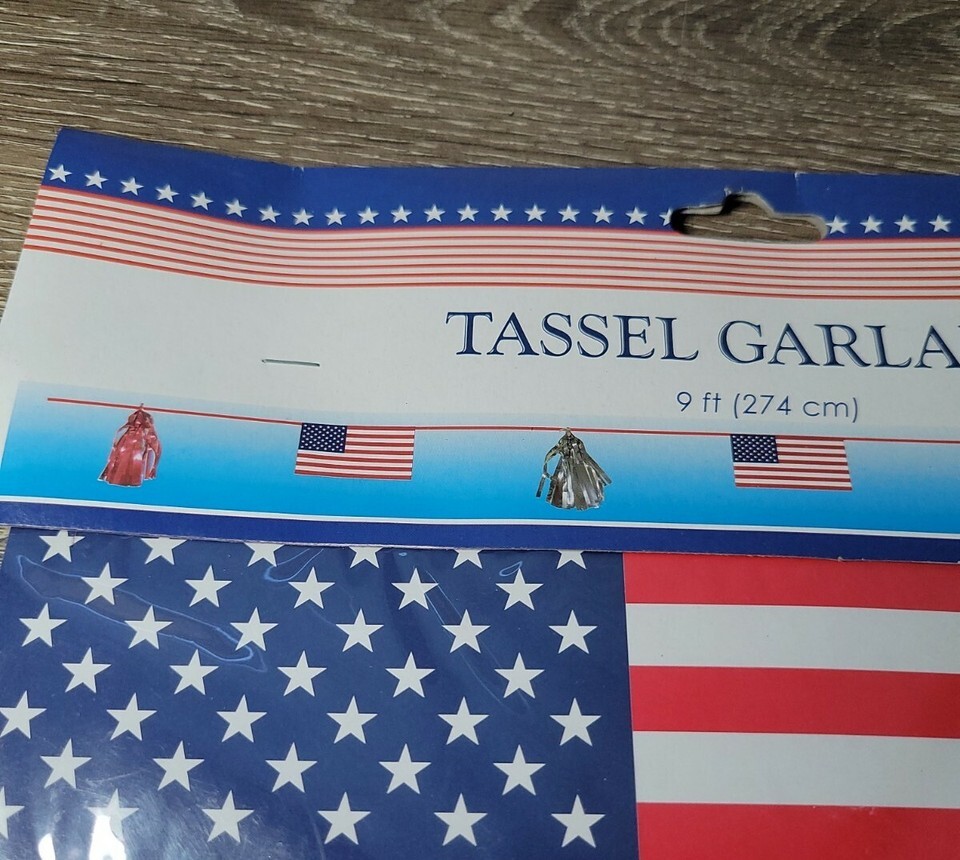 TASSEL GARLA
9 ft (274 cm)